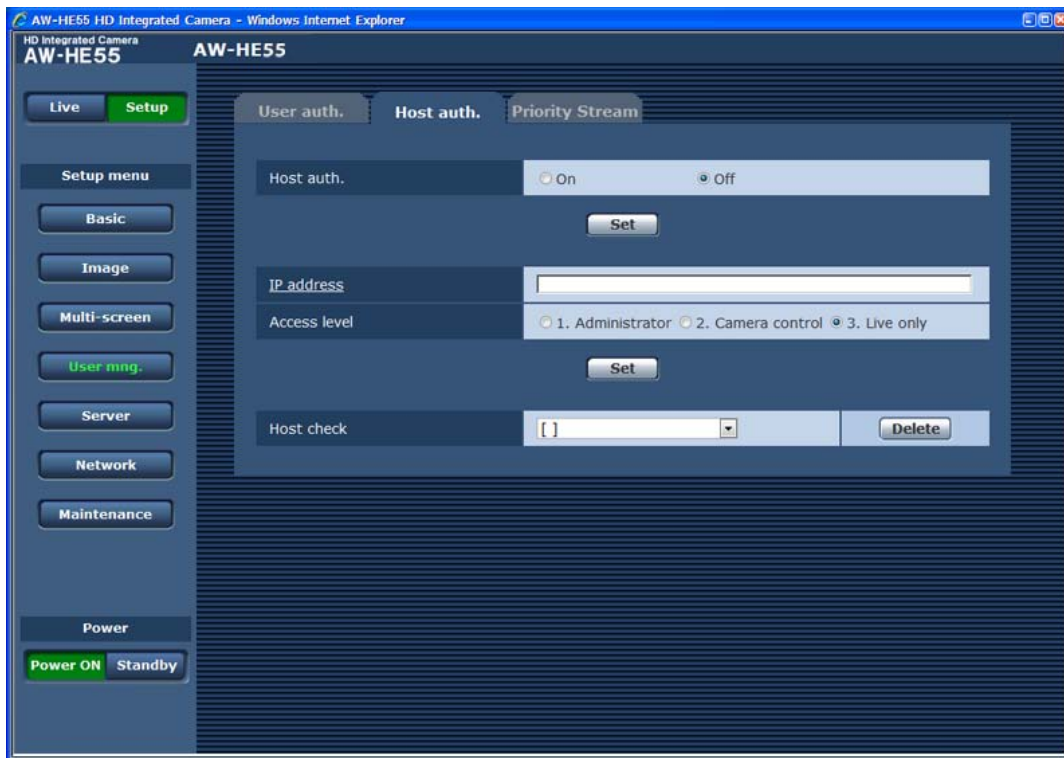 AW-HE55 HD Integrated Camera - Windows Internet Explorer
HD Integrated Camera
AW-HE55
AW-HE55
Live Setup
User auth. Host auth. Priority Stream
Setup menu
Host auth. On Off
Basic
Set
Image
IP address
Multi-screen
Access level 1. Administrator 2. Camera control 3. Live only
User mng.
Set
Server
Host check [ ] Delete
Network
Maintenance
Power
Power ON Standby